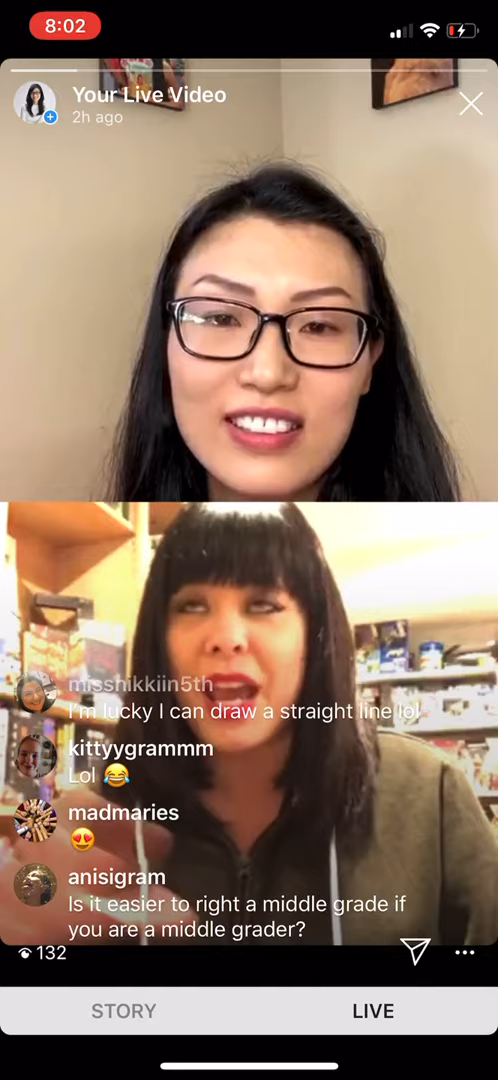 8:02
Your Live Video
2h ago
misshikkiin5th
I'm lucky I can draw a straight line lol
kittyygrammm
Lol 😂
madmaries
😍
anisigram
Is it easier to right a middle grade if
you are a middle grader?
132
STORY
LIVE